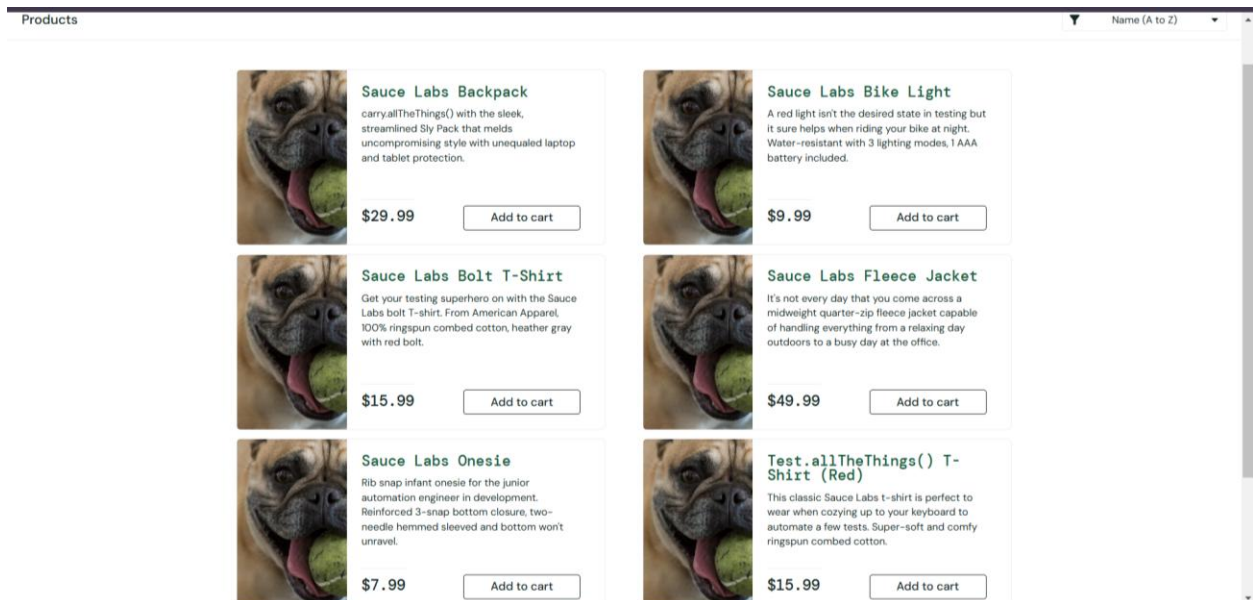 Products
Name (A to Z)
Sauce Labs Backpack
carry.allTheThings() with the sleek,
streamlined Sly Pack that melds
uncompromising style with unequaled laptop
and tablet protection.
$29.99
Add to cart
Sauce Labs Bike Light
A red light isn't the desired state in testing but
it sure helps when riding your bike at night.
Water-resistant with 3 lighting modes, 1 AAA
battery included.
$9.99
Add to cart
Sauce Labs Bolt T-Shirt
Get your testing superhero on with the Sauce
Labs bolt T-shirt. From American Apparel,
100% ringspun combed cotton, heather gray
with red bolt.
$15.99
Add to cart
Sauce Labs Fleece Jacket
It's not every day that you come across a
midweight quarter-zip fleece jacket capable
of handling everything from a relaxing day
outdoors to a busy day at the office.
$49.99
Add to cart
Sauce Labs Onesie
Rib snap infant onesie for the junior
automation engineer in development.
Reinforced 3-snap bottom closure, two-
needle hemmed sleeved and bottom won't
unravel.
$7.99
Add to cart
Test.allTheThings() T-
Shirt (Red)
This classic Sauce Labs t-shirt is perfect to
wear when cozying up to your keyboard to
automate a few tests. Super-soft and comfy
ringspun combed cotton.
$15.99
Add to cart